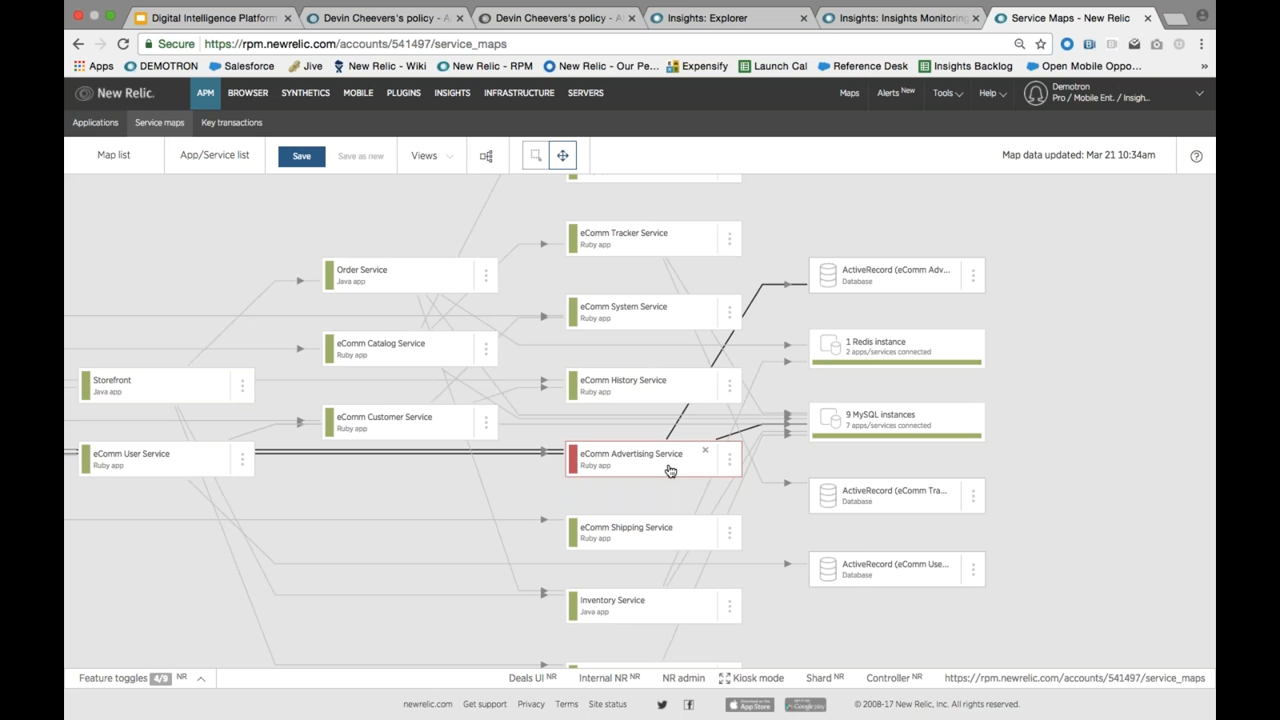 Digital Intelligence Platform
Devin Cheevers's policy - A
Devin Cheevers's policy - A
Insights: Explorer
Insights: Insights Monitoring
Service Maps - New Relic
Secure
https://rpm.newrelic.com/accounts/541497/service_maps
Apps
DEMOTRON
Salesforce
Jive
New Relic - Wiki
New Relic - RPM
New Relic - Our Pe...
Expensify
Launch Cal
Reference Desk
Insights Backlog
Open Mobile Oppo...
»
New Relic.
APM
BROWSER
SYNTHETICS
MOBILE
PLUGINS
INSIGHTS
INFRASTRUCTURE
SERVERS
Maps
Alerts New
Tools
Help
Demotron
Pro / Mobile Ent. / Insigh...
Applications
Service maps
Key transactions
Map list
App/Service list
Save
Save as new
Views
Map data updated: Mar 21 10:34am
eComm Tracker Service
Ruby app
Order Service
Java app
ActiveRecord (eComm Adv...
Database
eComm System Service
Ruby app
eComm Catalog Service
Ruby app
1 Redis instance
2 apps/services connected
Storefront
Java app
eComm History Service
Ruby app
eComm Customer Service
Ruby app
9 MySQL instances
7 apps/services connected
eComm User Service
Ruby app
eComm Advertising Service
Ruby app
ActiveRecord (eComm Tra...
Database
eComm Shipping Service
Ruby app
ActiveRecord (eComm Use...
Database
Inventory Service
Java app
Feature toggles 4/9 NR
Deals UI NR
Internal NR NR
NR admin
Kiosk mode
Shard NR
Controller NR
https://rpm.newrelic.com/accounts/541497/service_maps
newrelic.com
Get support
Privacy
Terms
Site status
App Store
Google play
© 2008-17 New Relic, Inc. All rights reserved.